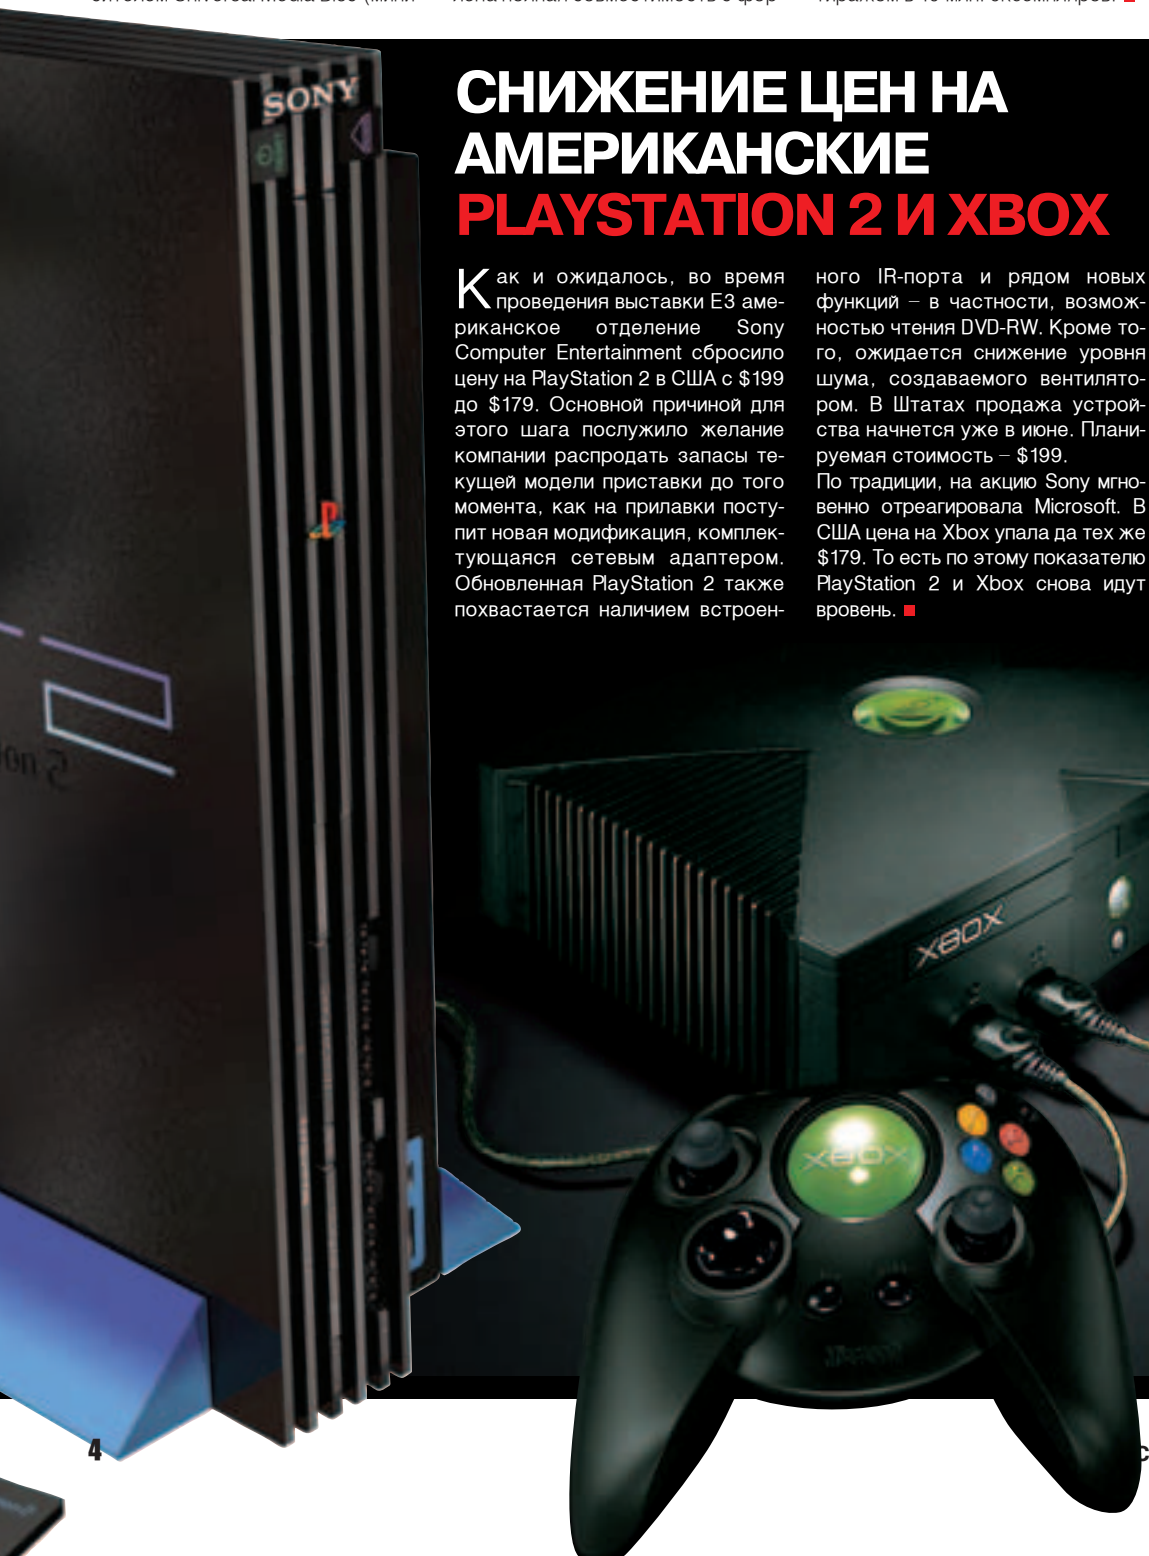 СНИЖЕНИЕ ЦЕН НА
АМЕРИКАНСКИЕ
PLAYSTATION 2 И XBOX
Как и ожидалось, во время
проведения выставки E3 аме-
риканское отделение Sony
Computer Entertainment сбросило
цену на PlayStation 2 в США с $199
до $179. Основной причиной для
этого шага послужило желание
компании распродать запасы те-
кущей модели приставки до того
момента, как на прилавки посту-
пит новая модификация, комплек-
тующаяся сетевым адаптером.
Обновленная PlayStation 2 также
похвастается наличием встроен-
ного IR-порта и рядом новых
функций – в частности, возмож-
ностью чтения DVD-RW. Кроме то-
го, ожидается снижение уровня
шума, создаваемого вентилято-
ром. В Штатах продажа устрой-
ства начнется уже в июне. Плани-
руемая стоимость – $199.
По традиции, на акцию Sony мгно-
венно отреагировала Microsoft. В
США цена на Xbox упала да тех же
$179. То есть по этому показателю
PlayStation 2 и Xbox снова идут
вровень.
SONY
XBOX
XBOX
4